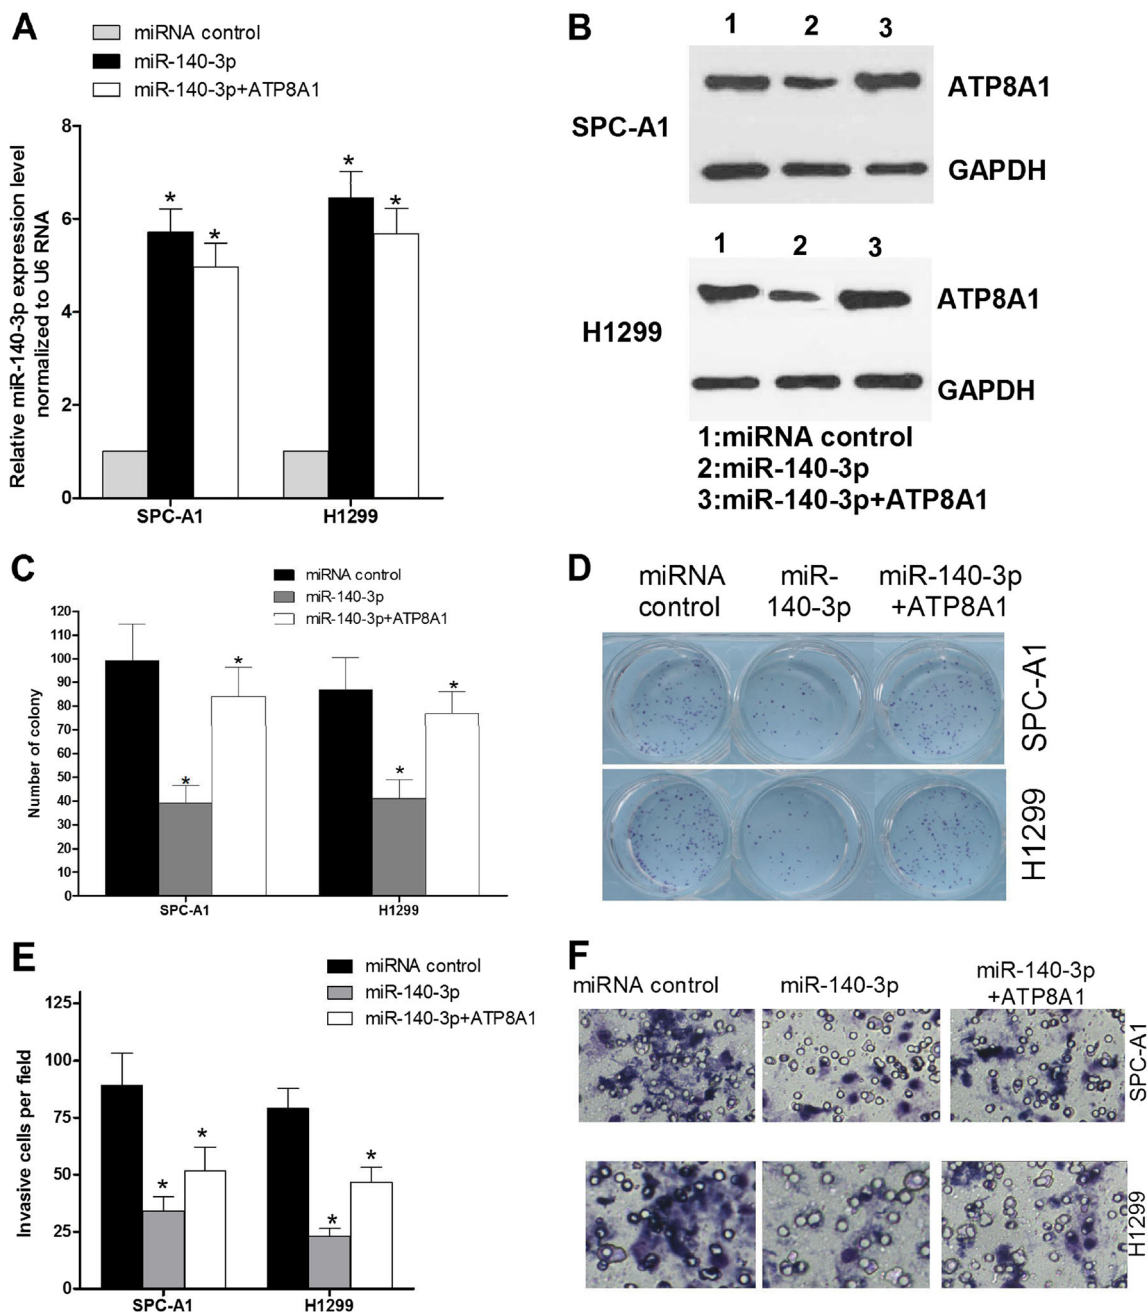 A
miRNA control
miR-140-3p
miR-140-3p+ATP8A1
Relative miR-140-3p expression level
normalized to U6 RNA
8
6
4
2
0
* * * *
SPC-A1 H1299
B
1 2 3
SPC-A1
ATP8A1
GAPDH
1 2 3
H1299
ATP8A1
GAPDH
1:miRNA control
2:miR-140-3p
3:miR-140-3p+ATP8A1
C
miRNA control
miR-140-3p
miR-140-3p+ATP8A1
Number of colony
120
110
100
90
80
70
60
50
40
30
20
10
0
* * * *
SPC-A1 H1299
D
miRNA
control
miR-
140-3p
miR-140-3p
+ATP8A1
SPC-A1
H1299
E
miRNA control
miR-140-3p
miR-140-3p+ATP8A1
Invasive cells per field
125
100
75
50
25
0
* * * *
SPC-A1 H1299
F
miRNA control
miR-140-3p
miR-140-3p
+ATP8A1
SPC-A1
H1299